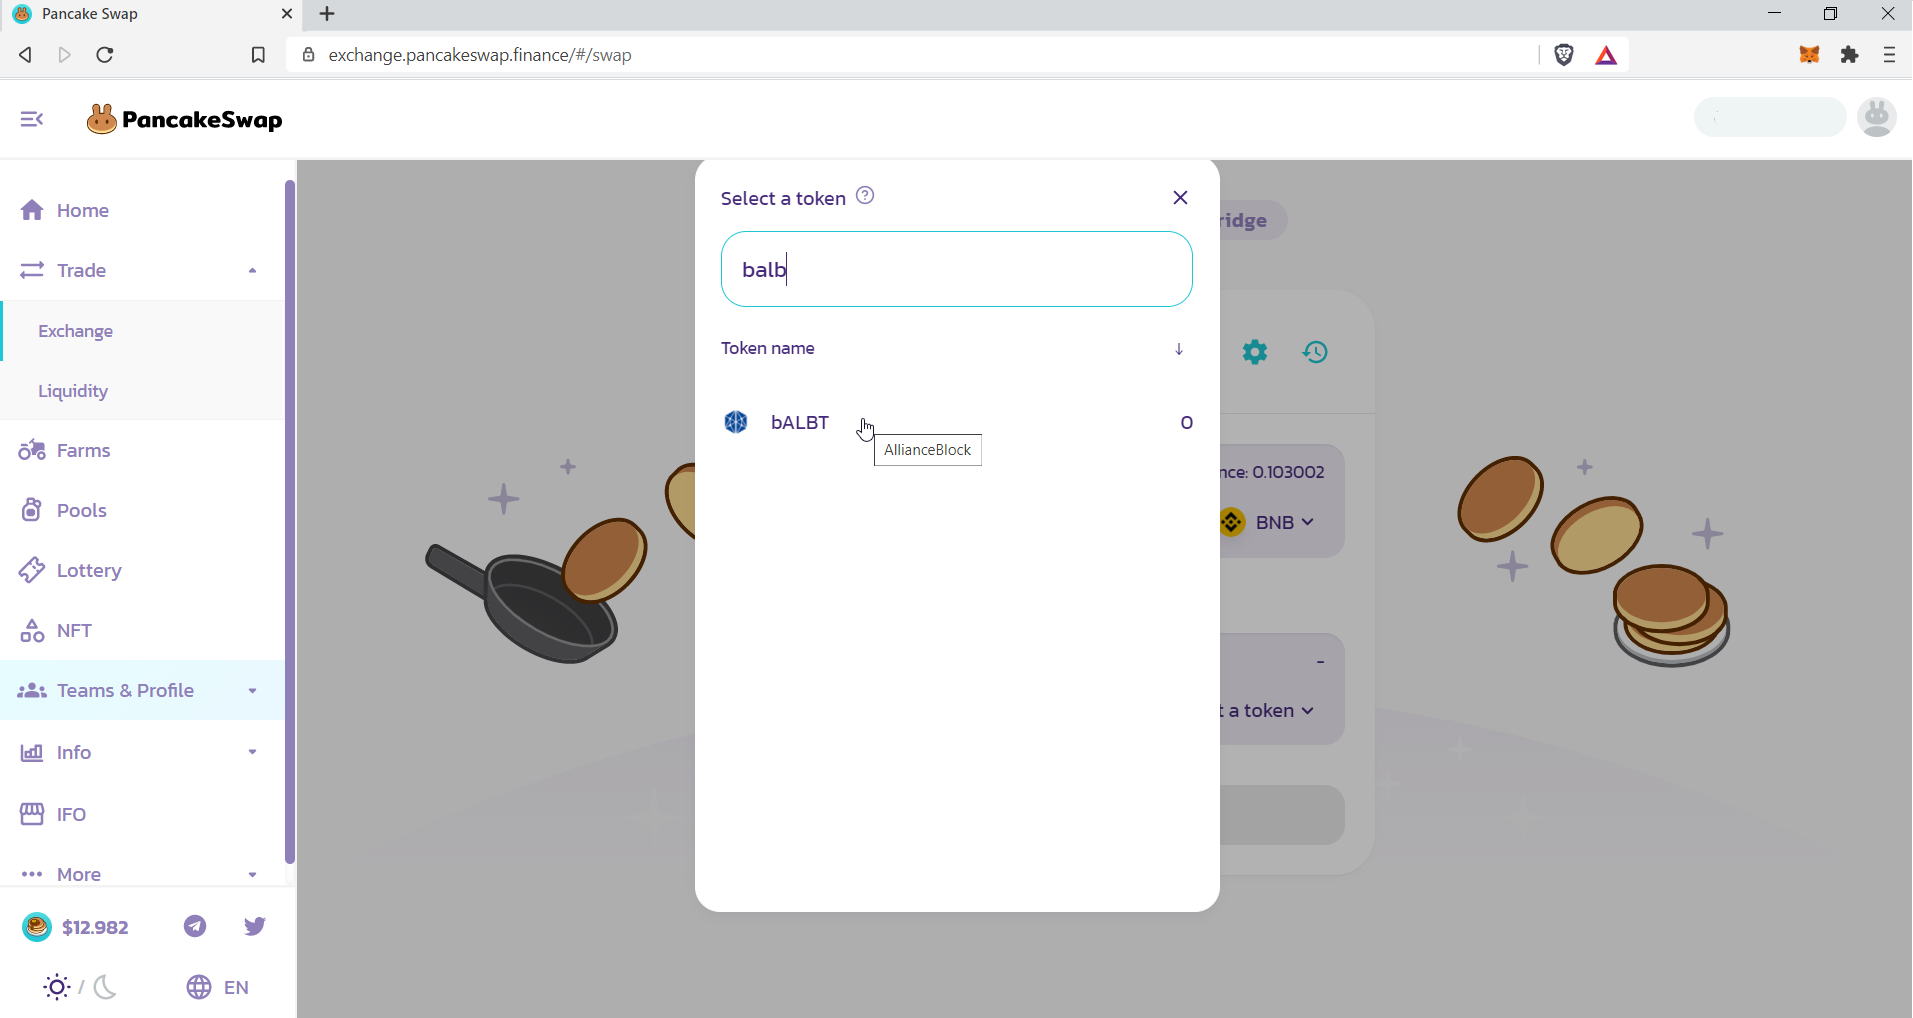 Pancake Swap
exchange.pancakeswap.finance/#/swap
PancakeSwap
Home
Trade
Exchange
Liquidity
Farms
Pools
Lottery
NFT
Teams & Profile
Info
IFO
More
$12.982
/
EN
Select a token ?
balb
Token name ↓
bALBT 0
AllianceBlock
ridge
nce: 0.103002
BNB
-
t a token